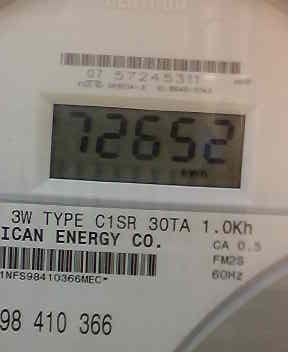 CENTRON
07 57245311
72652
3W TYPE C1SR 30TA 1.0Kh
ICAN ENERGY CO.
CA 0.5
FM2S
60Hz
1NFS98410366MEC*
98 410 366